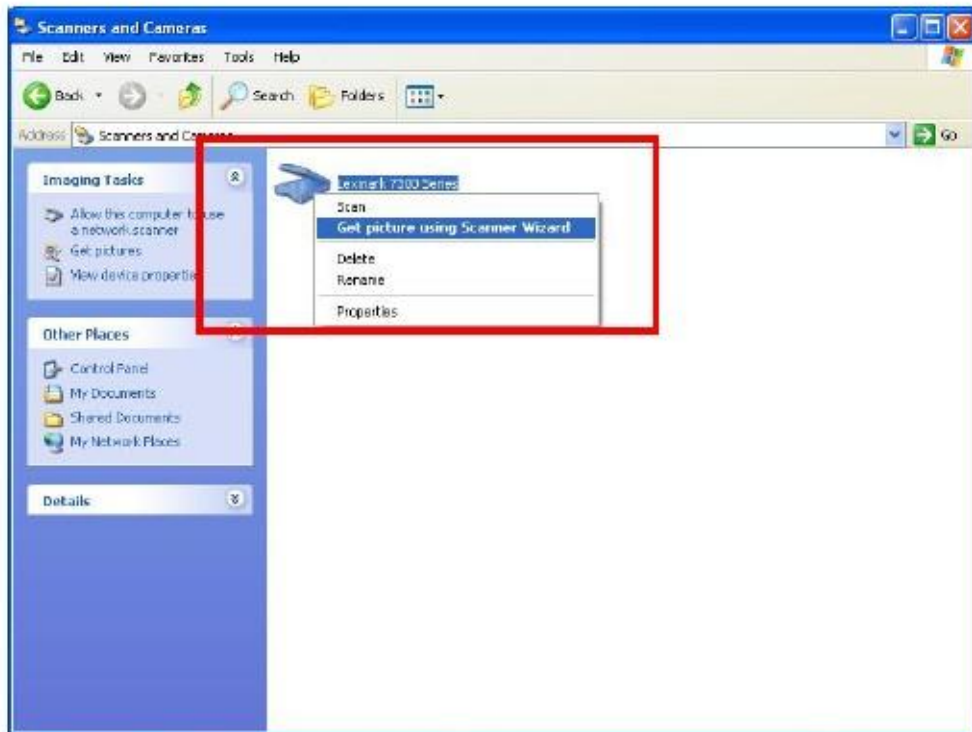 Scanners and Cameras
File Edit View Favorites Tools Help
Back Search Folders
Address Scanners and Cameras Go
Imaging Tasks
Allow this computer to use
a network scanner
Get pictures
View device properties
Other Places
Control Panel
My Documents
Shared Documents
My Network Places
Details
Lexmark 7300 Series
Scan
Get picture using Scanner Wizard
Delete
Rename
Properties